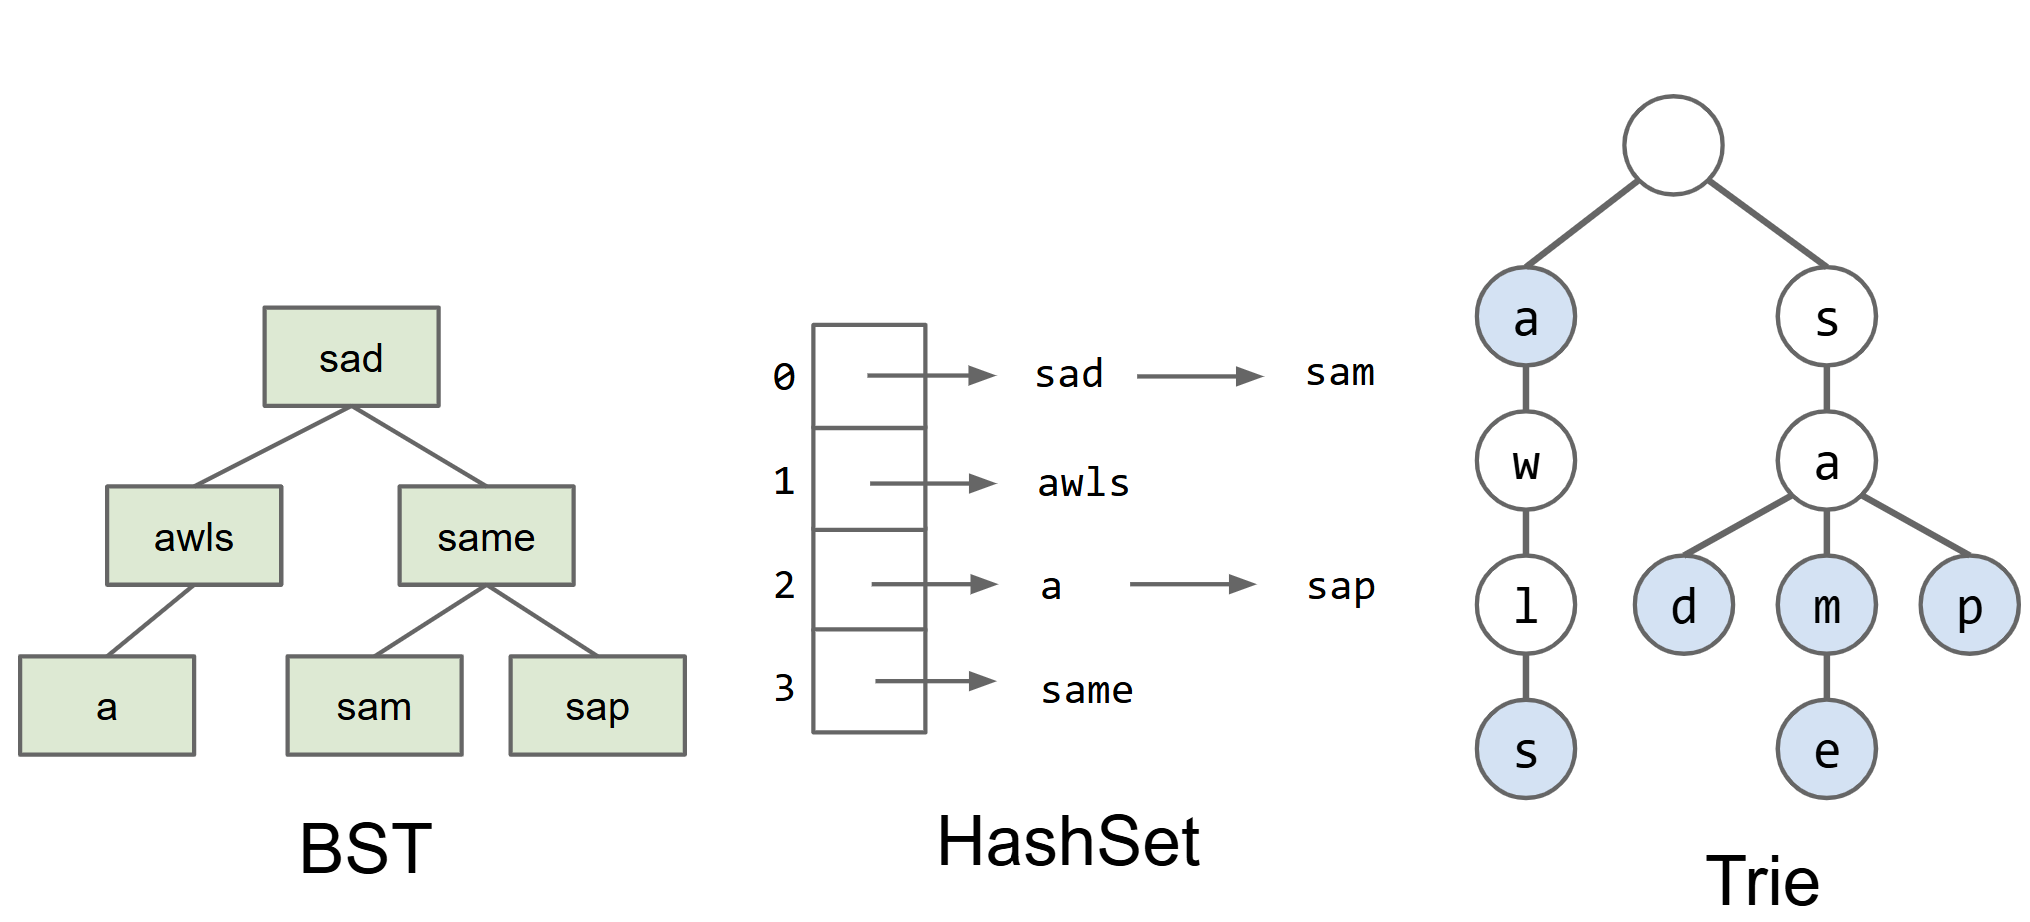 sad
awls same
a sam sap
BST
0 sad sam
1 awls
2 a sap
3 same
HashSet
a s
w a
l d m p
s e
Trie